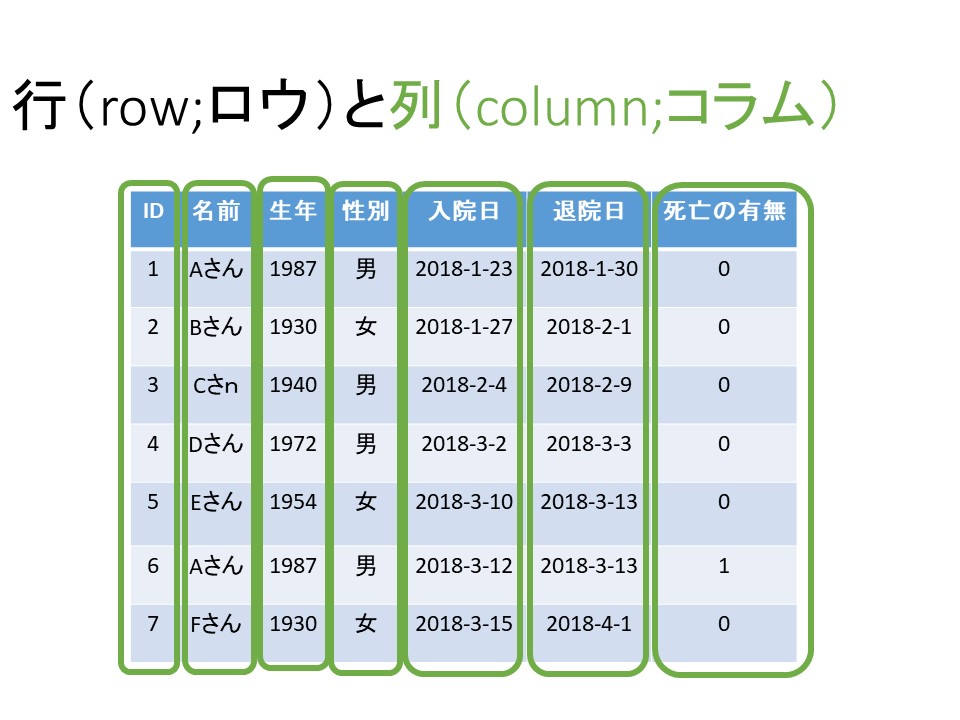 行（row;ロウ）と列（column;コラム）
ID 名前 生年 性別 入院日 退院日 死亡の有無
1 Aさん 1987 男 2018-1-23 2018-1-30 0
2 Bさん 1930 女 2018-1-27 2018-2-1 0
3 Cさn 1940 男 2018-2-4 2018-2-9 0
4 Dさん 1972 男 2018-3-2 2018-3-3 0
5 Eさん 1954 女 2018-3-10 2018-3-13 0
6 Aさん 1987 男 2018-3-12 2018-3-13 1
7 Fさん 1930 女 2018-3-15 2018-4-1 0